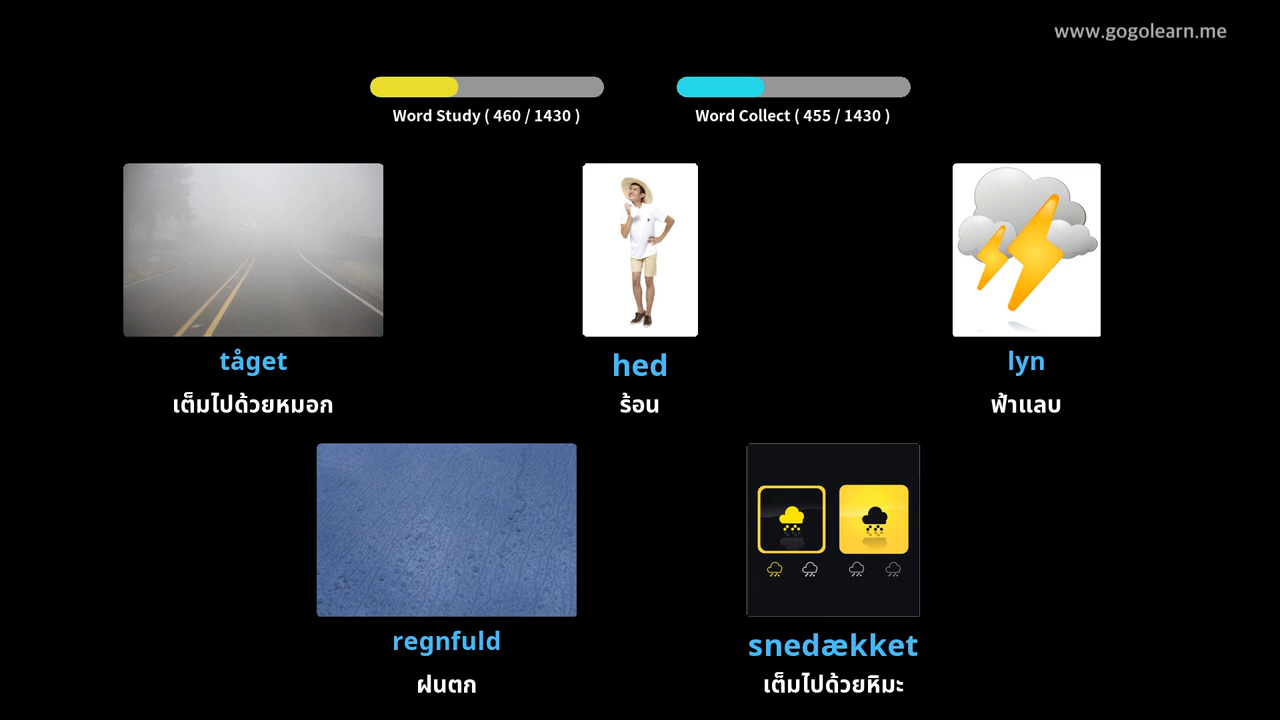 www.gogolearn.me
Word Study ( 460 / 1430 )
Word Collect ( 455 / 1430 )
tåget
hed
lyn
เต็มไปด้วยหมอก
ร้อน
ฟ้าแลบ
regnfuld
snedækket
ฝนตก
เต็มไปด้วยหิมะ